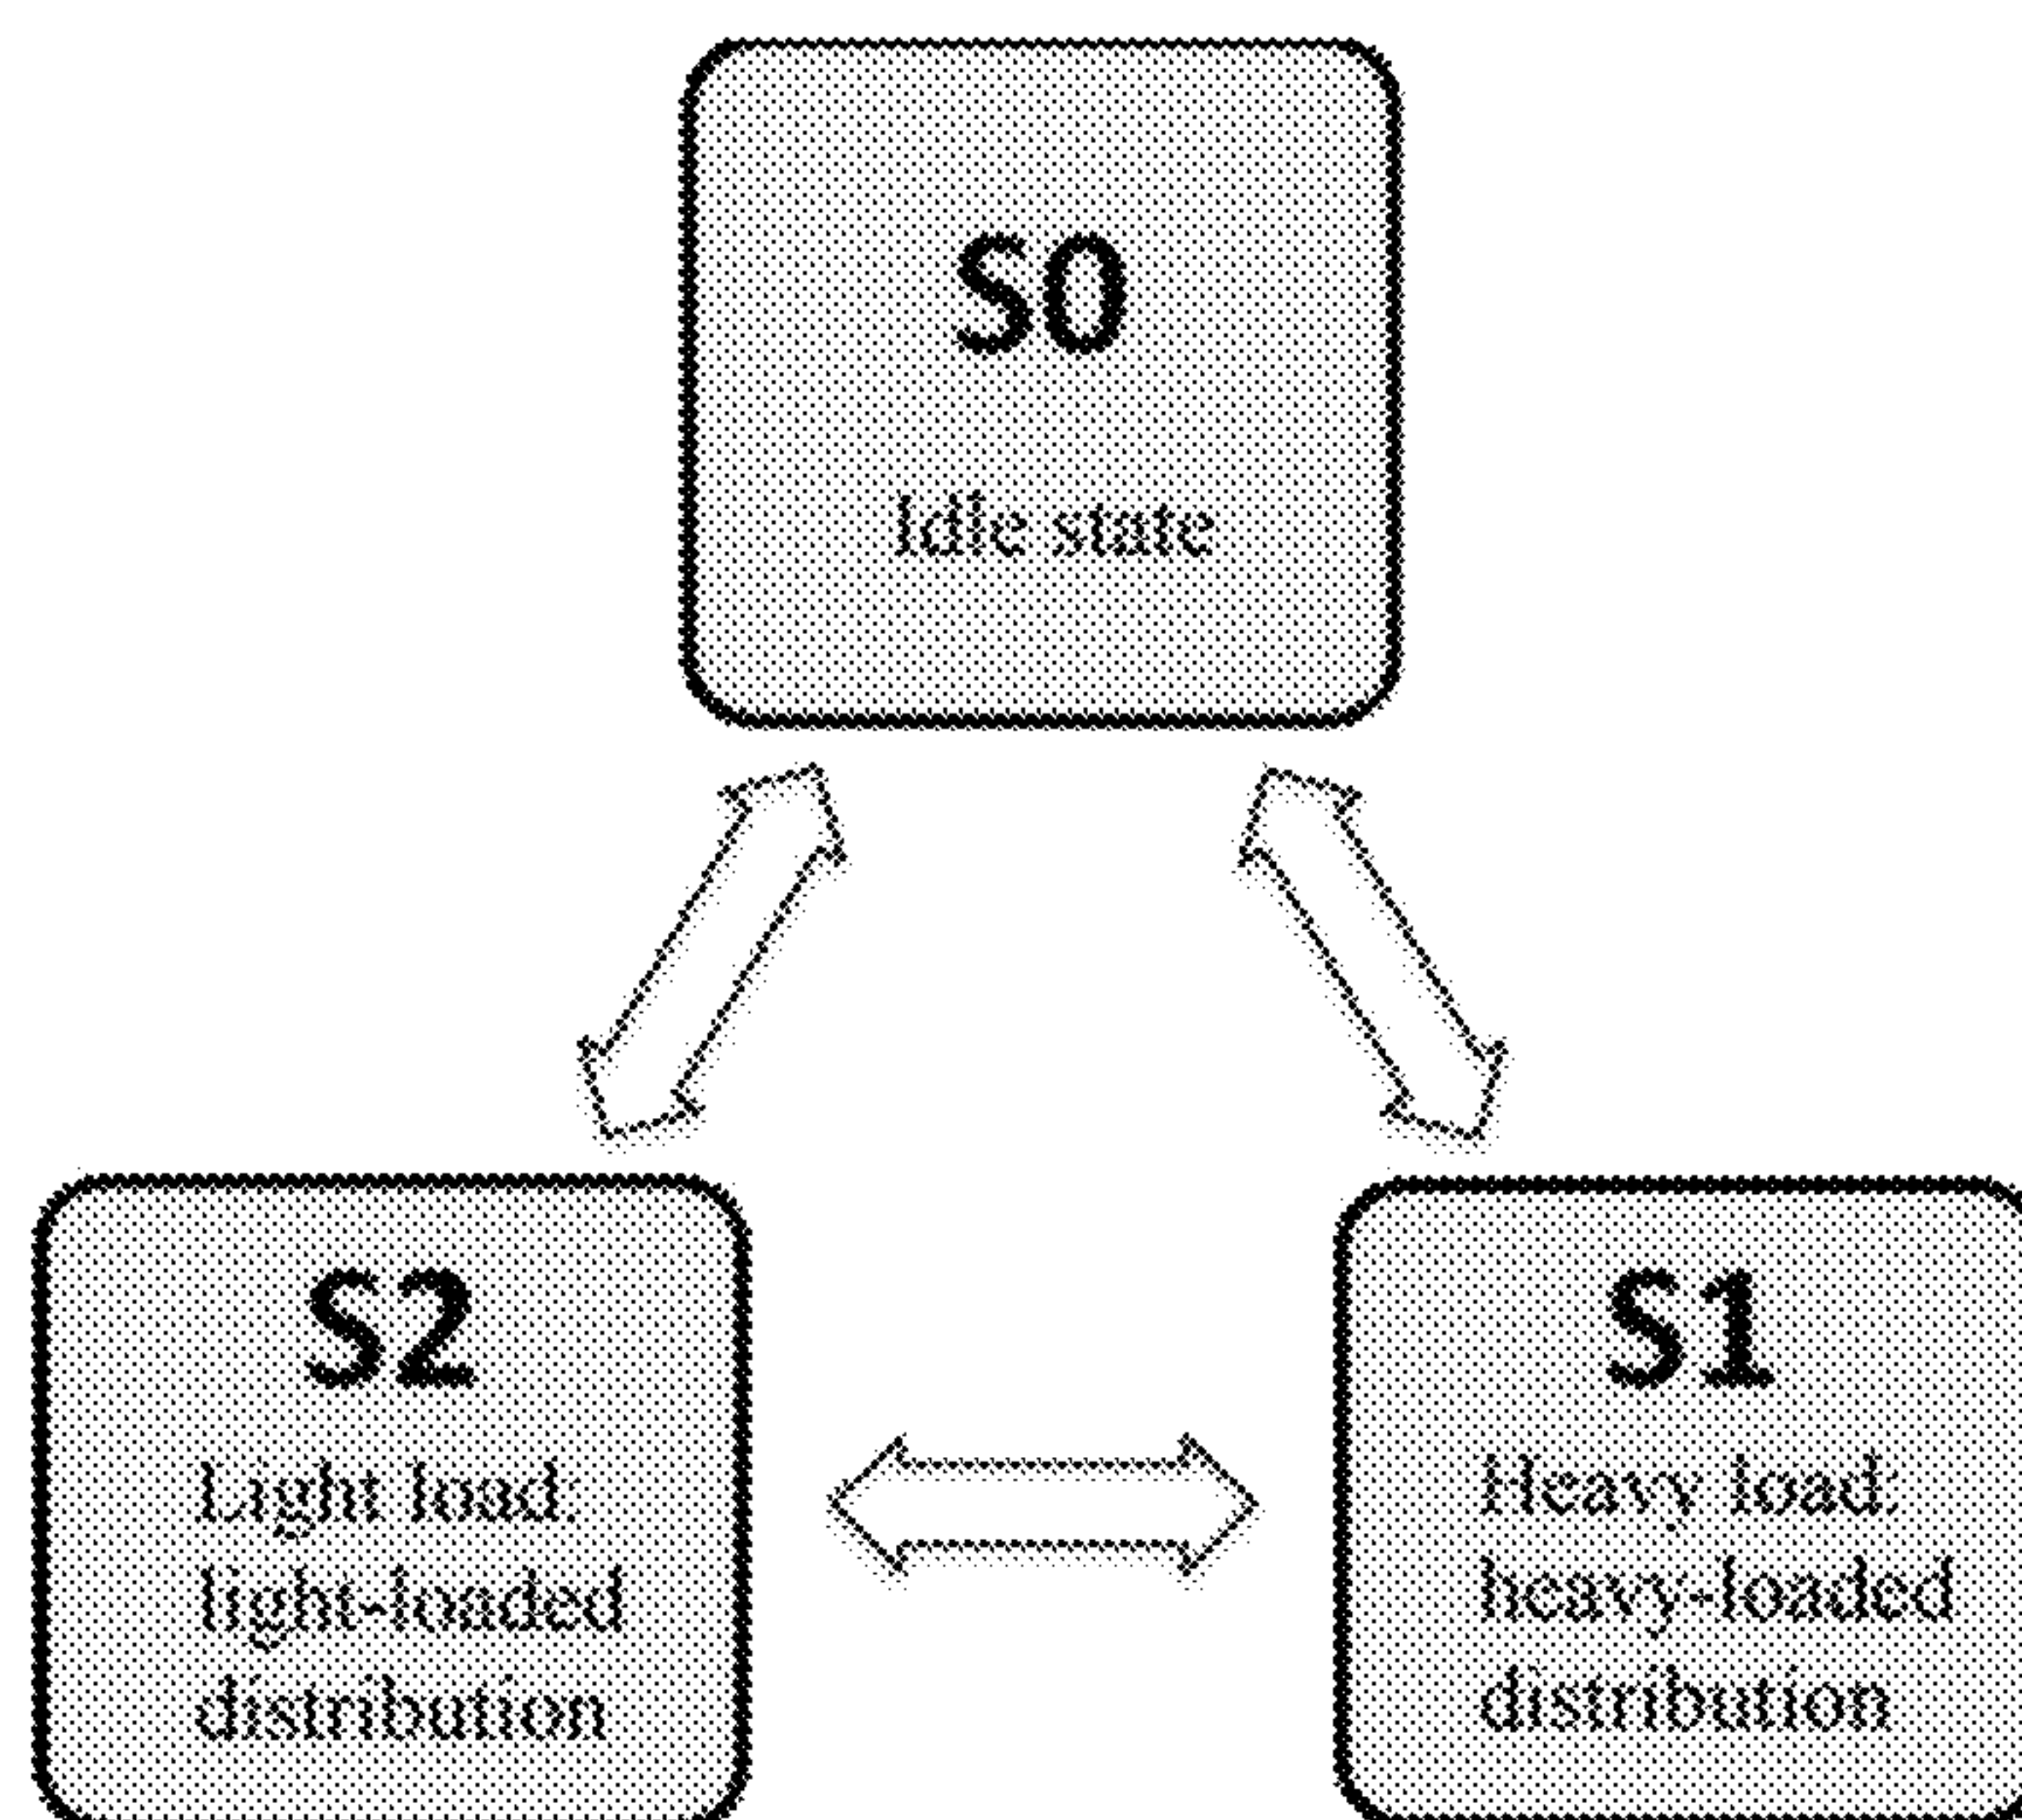 S0
Idle state
S2
Light load:
light-loaded
distribution
S1
Heavy load:
heavy-loaded
distribution